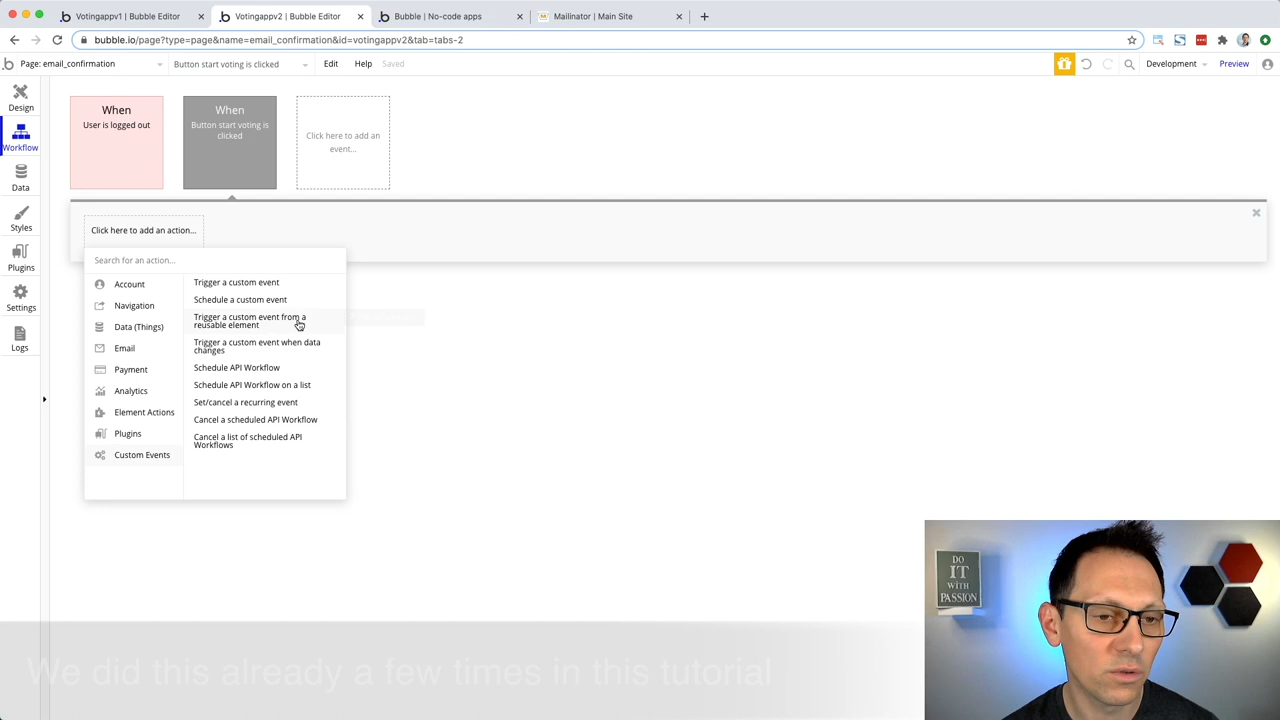 Votingappv1 | Bubble Editor
Votingappv2 | Bubble Editor
Bubble | No-code apps
Mailinator | Main Site
bubble.io/page?type=page&name=email_confirmation&id=votingappv2&tab=tabs-2
Page: email_confirmation
Button start voting is clicked
Edit
Help
Saved
Development
Preview
Design
Workflow
Data
Styles
Plugins
Settings
Logs
When
User is logged out
When
Button start voting is
clicked
Click here to add an
event...
Click here to add an action...
Search for an action...
Account
Navigation
Data (Things)
Email
Payment
Analytics
Element Actions
Plugins
Custom Events
Trigger a custom event
Schedule a custom event
Trigger a custom event from a
reusable element
Trigger a custom event when data
changes
Schedule API Workflow
Schedule API Workflow on a list
Set/cancel a recurring event
Cancel a scheduled API Workflow
Cancel a list of scheduled API
Workflows
DO
IT
WITH
PASSION
We did this already a few times in this tutorial